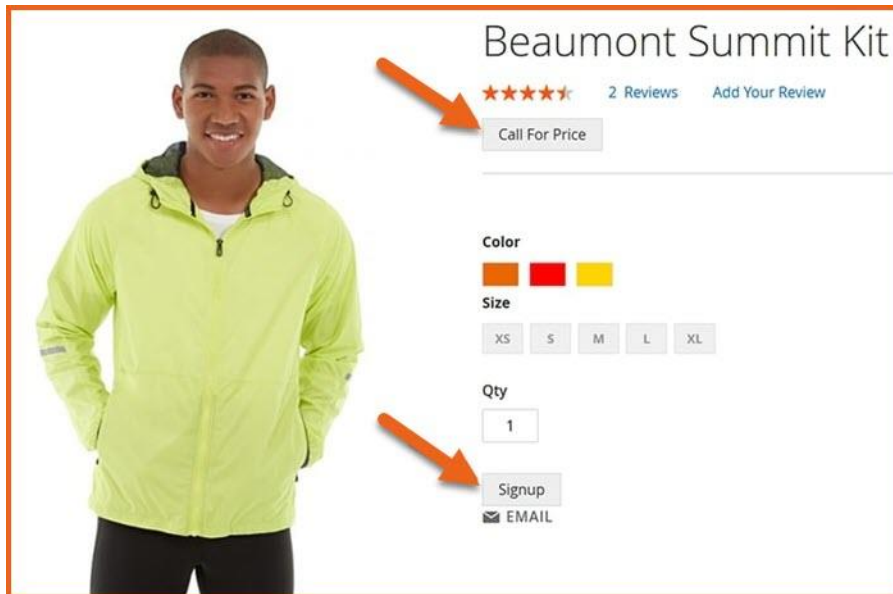 Beaumont Summit Kit
2 Reviews Add Your Review
Call For Price
Color
Size
XS S M L XL
Qty
1
Signup
EMAIL